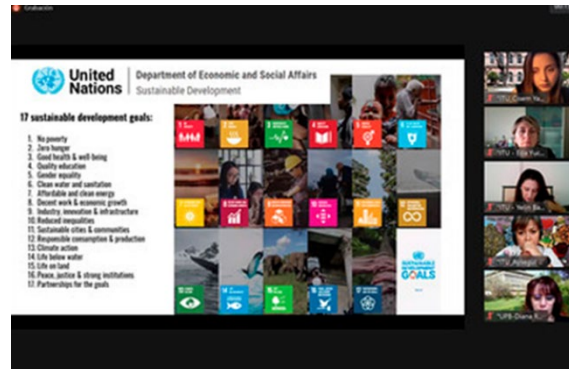 Grabación
United Nations
Department of Economic and Social Affairs
Sustainable Development
17 sustainable development goals:
1. No poverty
2. Zero hunger
3. Good health & well-being
4. Quality education
5. Gender equality
6. Clean water and sanitation
7. Affordable and clean energy
8. Decent work & economic growth
9. Industry, innovation & infrastructure
10. Reduced inequalities
11. Sustainable cities & communities
12. Responsible consumption & production
13. Climate action
14. Life below water
15. Life on land
16. Peace, justice & strong institutions
17. Partnerships for the goals
SUSTAINABLE
DEVELOPMENT
GOALS